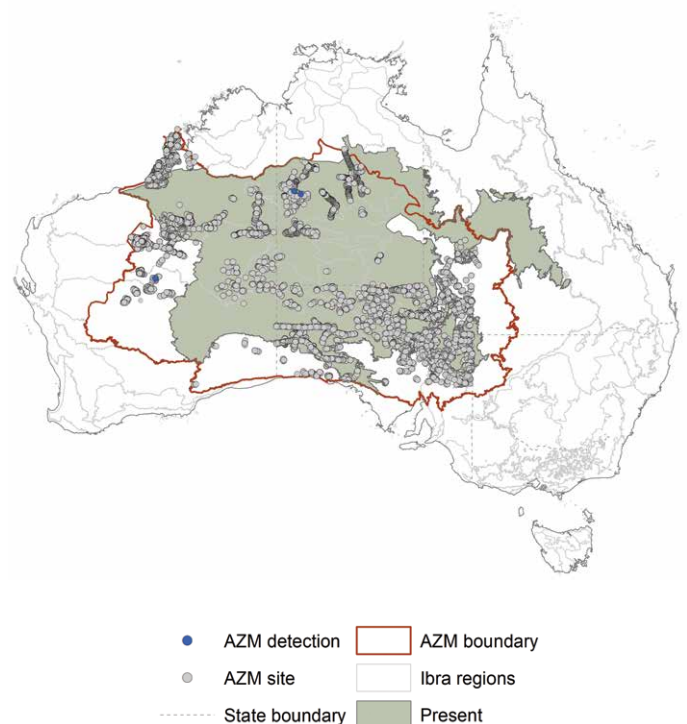 AZM detection AZM boundary
AZM site Ibra regions
State boundary Present